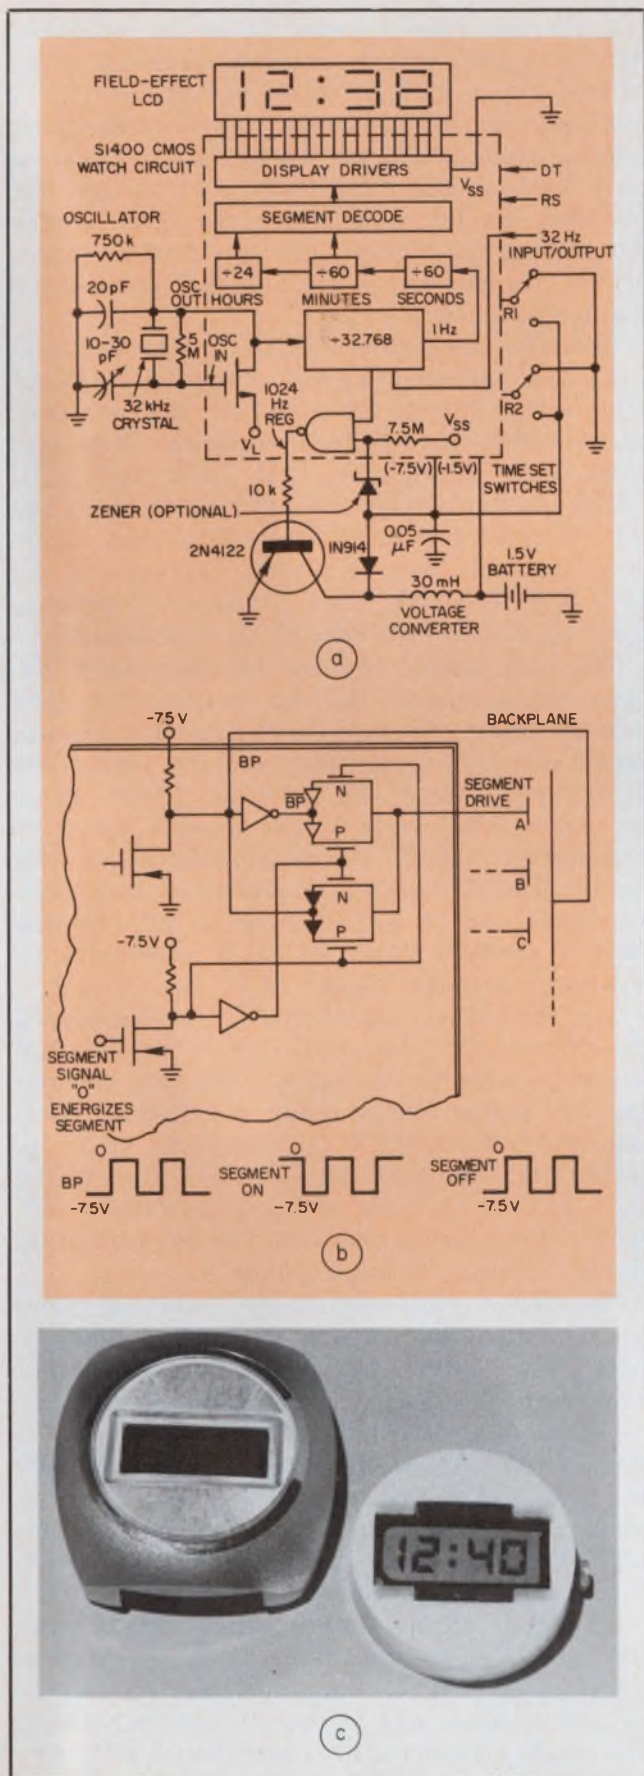 FIELD-EFFECT
LCD
12:38
S1400 CMOS
WATCH CIRCUIT
DISPLAY DRIVERS
VSS
DT
RS
SEGMENT DECODE
OSCILLATOR
750k
32 Hz
INPUT/OUTPUT
20pF
OSC
OUT
÷24
÷60
÷60
HOURS
MINUTES
SECONDS
R1
10-30
pF
5
M
OSC
IN
÷32.768
1Hz
32kHz
CRYSTAL
1024
Hz
REG
VL
R2
7.5M
VSS
(-7.5V)
(-1.5V)
TIME SET
SWITCHES
10k
ZENER (OPTIONAL)
2N4122
1N914
0.05
µF
1.5V
BATTERY
30mH
VOLTAGE
CONVERTER
a
-7.5V
BACKPLANE
BP
SEGMENT
DRIVE
BP
N
P
A
B
N
P
C
-7.5V
SEGMENT
SIGNAL
"0"
ENERGIZES
SEGMENT
0
BP
-7.5V
0
SEGMENT
ON
-7.5V
0
SEGMENT
OFF
-7.5V
b
12:40
c